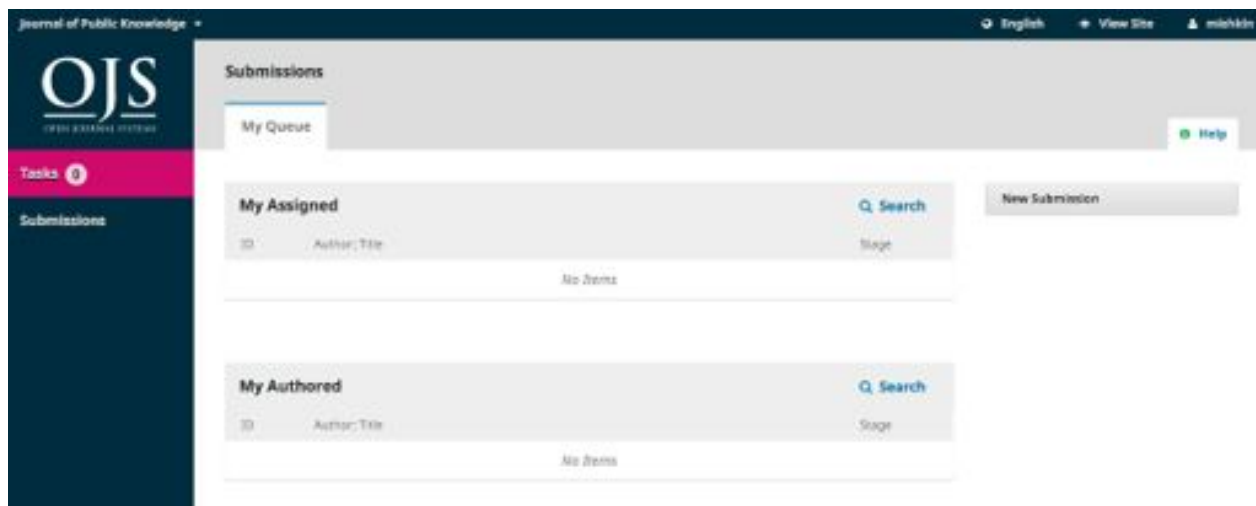 Journal of Public Knowledge
English View Site mishkin
OJS
OPEN JOURNAL SYSTEMS
Tasks 0
Submissions
Submissions
My Queue
Help
My Assigned
Search
ID Author; Title Stage
No Items
New Submission
My Authored
Search
ID Author; Title Stage
No Items